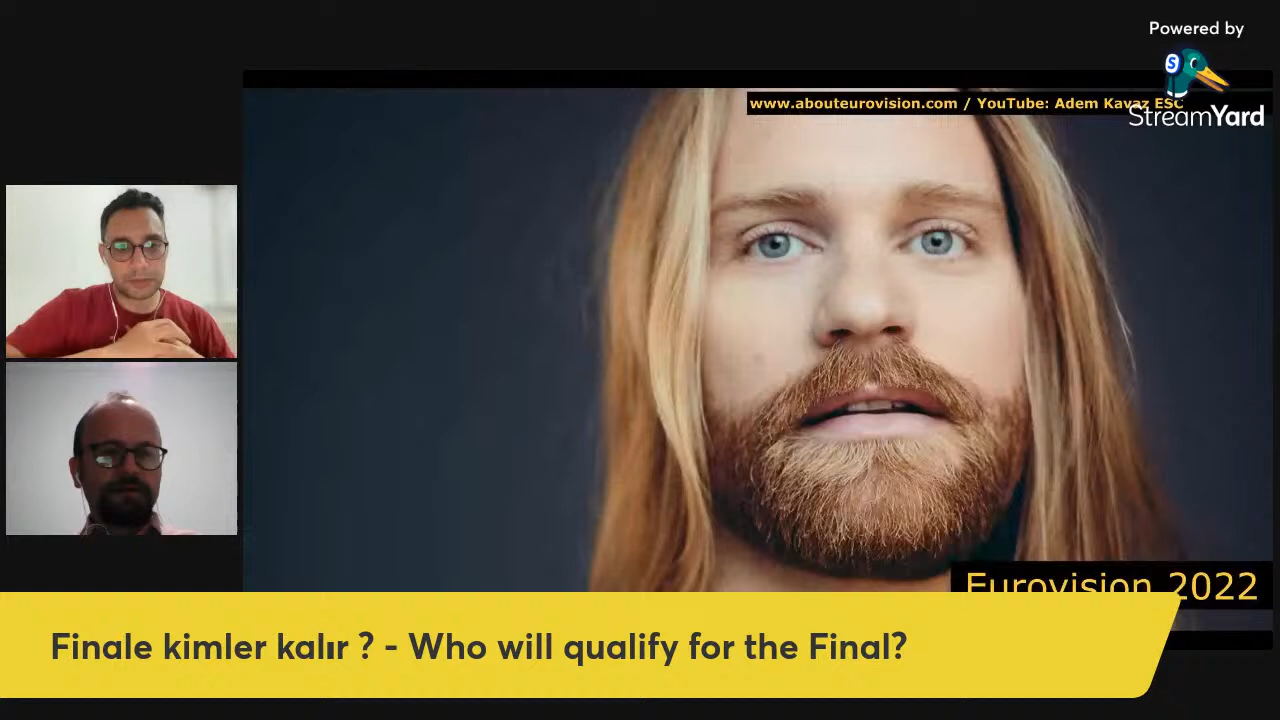 Powered by
S
StreamYard
www.abouteurovision.com / YouTube: Adem Kavaz ESC
Eurovision 2022
Finale kimler kalır ? - Who will qualify for the Final?